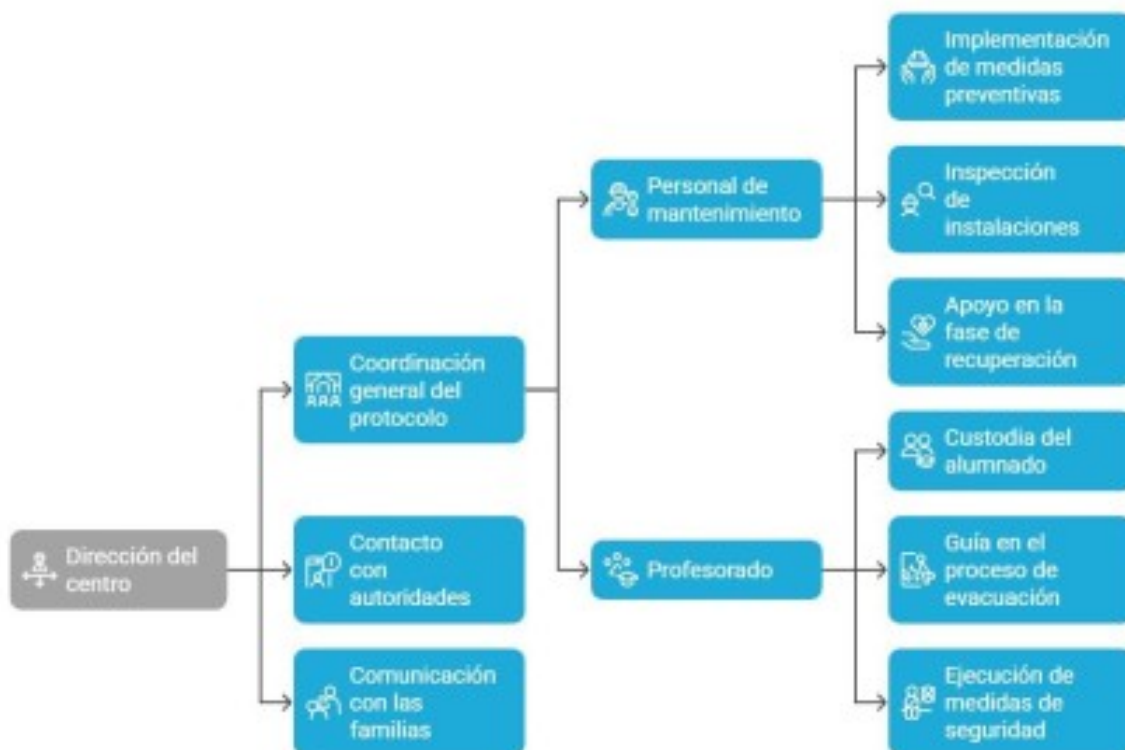 Dirección del
centro
Coordinación
general del
protocolo
Contacto
con
autoridades
Comunicación
con las
familias
Personal de
mantenimiento
Profesorado
Implementación
de medidas
preventivas
Inspección
de
instalaciones
Apoyo en la
fase de
recuperación
Custodia del
alumnado
Guía en el
proceso de
evacuación
Ejecución de
medidas de
seguridad